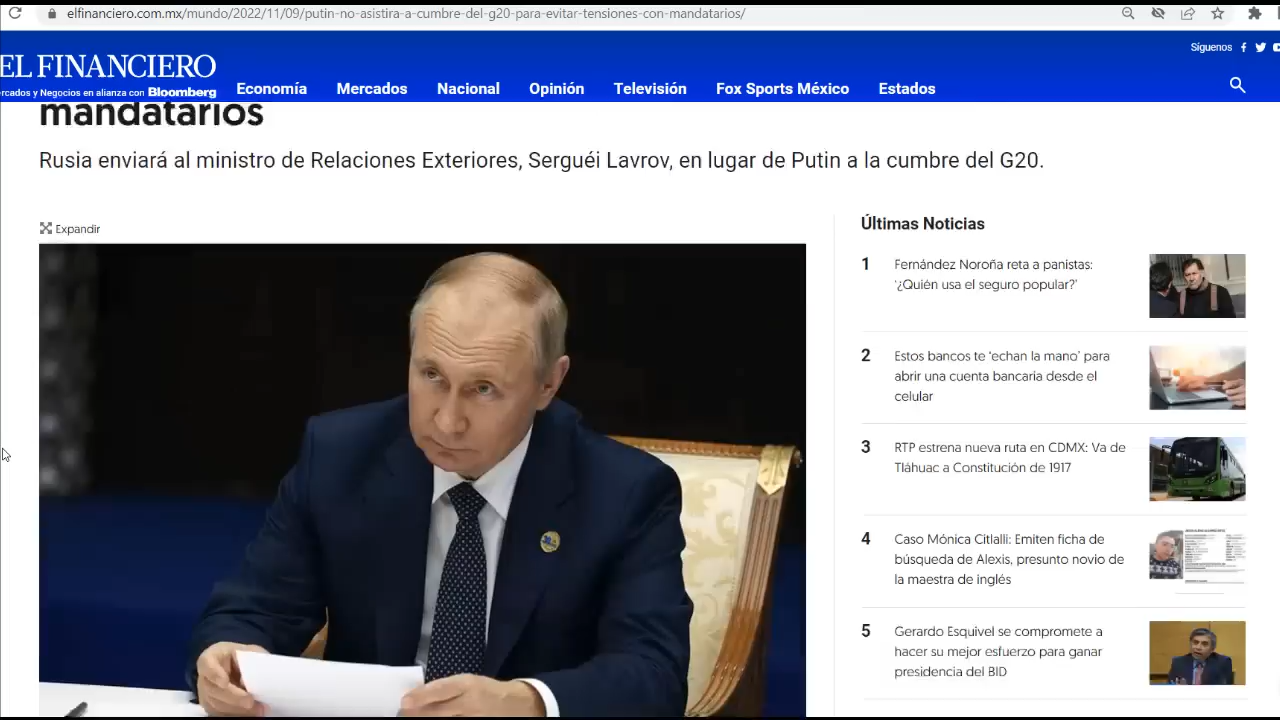 elfinanciero.com.mx/mundo/2022/11/09/putin-no-asistira-a-cumbre-del-g20-para-evitar-tensiones-con-mandatarios/
Síguenos
EL FINANCIERO
rcados y Negocios en alianza con Bloomberg
Economía
Mercados
Nacional
Opinión
Televisión
Fox Sports México
Estados
mandatarios
Rusia enviará al ministro de Relaciones Exteriores, Serguéi Lavrov, en lugar de Putin a la cumbre del G20.
Expandir
Últimas Noticias
1
Fernández Noroña reta a panistas:
‘¿Quién usa el seguro popular?’
2
Estos bancos te ‘echan la mano’ para
abrir una cuenta bancaria desde el
celular
3
RTP estrena nueva ruta en CDMX: Va de
Tláhuac a Constitución de 1917
4
Caso Mónica Citlalli: Emiten ficha de
búsqueda de Alexis, presunto novio de
la maestra de inglés
5
Gerardo Esquivel se compromete a
hacer su mejor esfuerzo para ganar
presidencia del BID